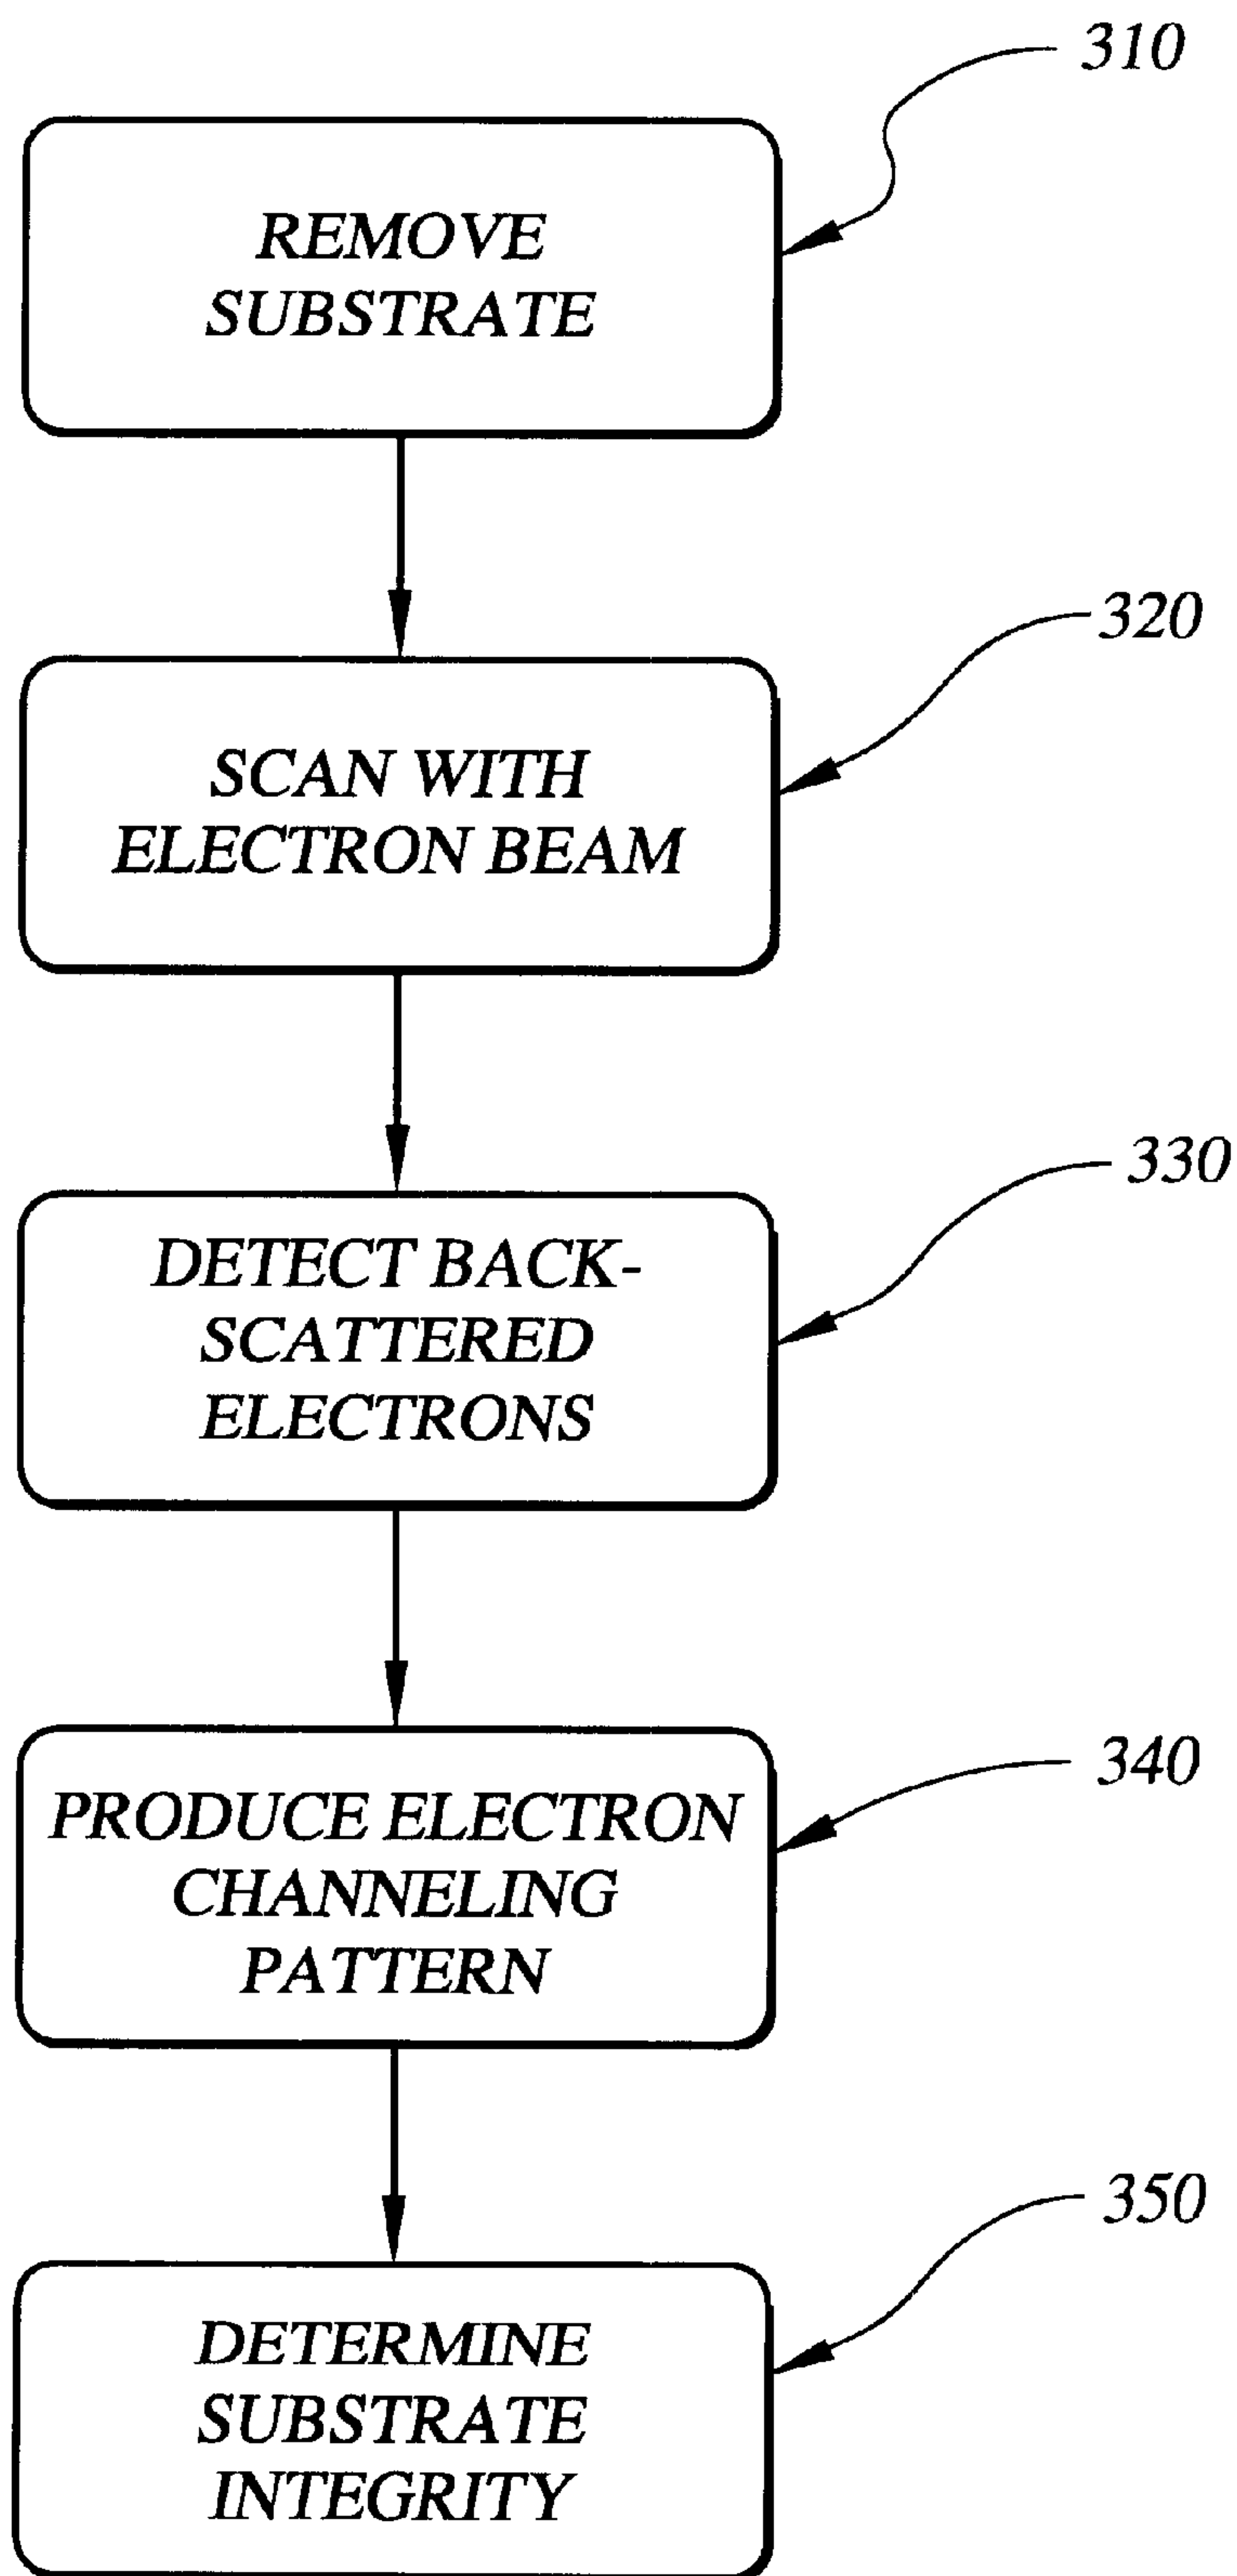 310
REMOVE
SUBSTRATE
320
SCAN WITH
ELECTRON BEAM
330
DETECT BACK-
SCATTERED
ELECTRONS
340
PRODUCE ELECTRON
CHANNELING
PATTERN
350
DETERMINE
SUBSTRATE
INTEGRITY